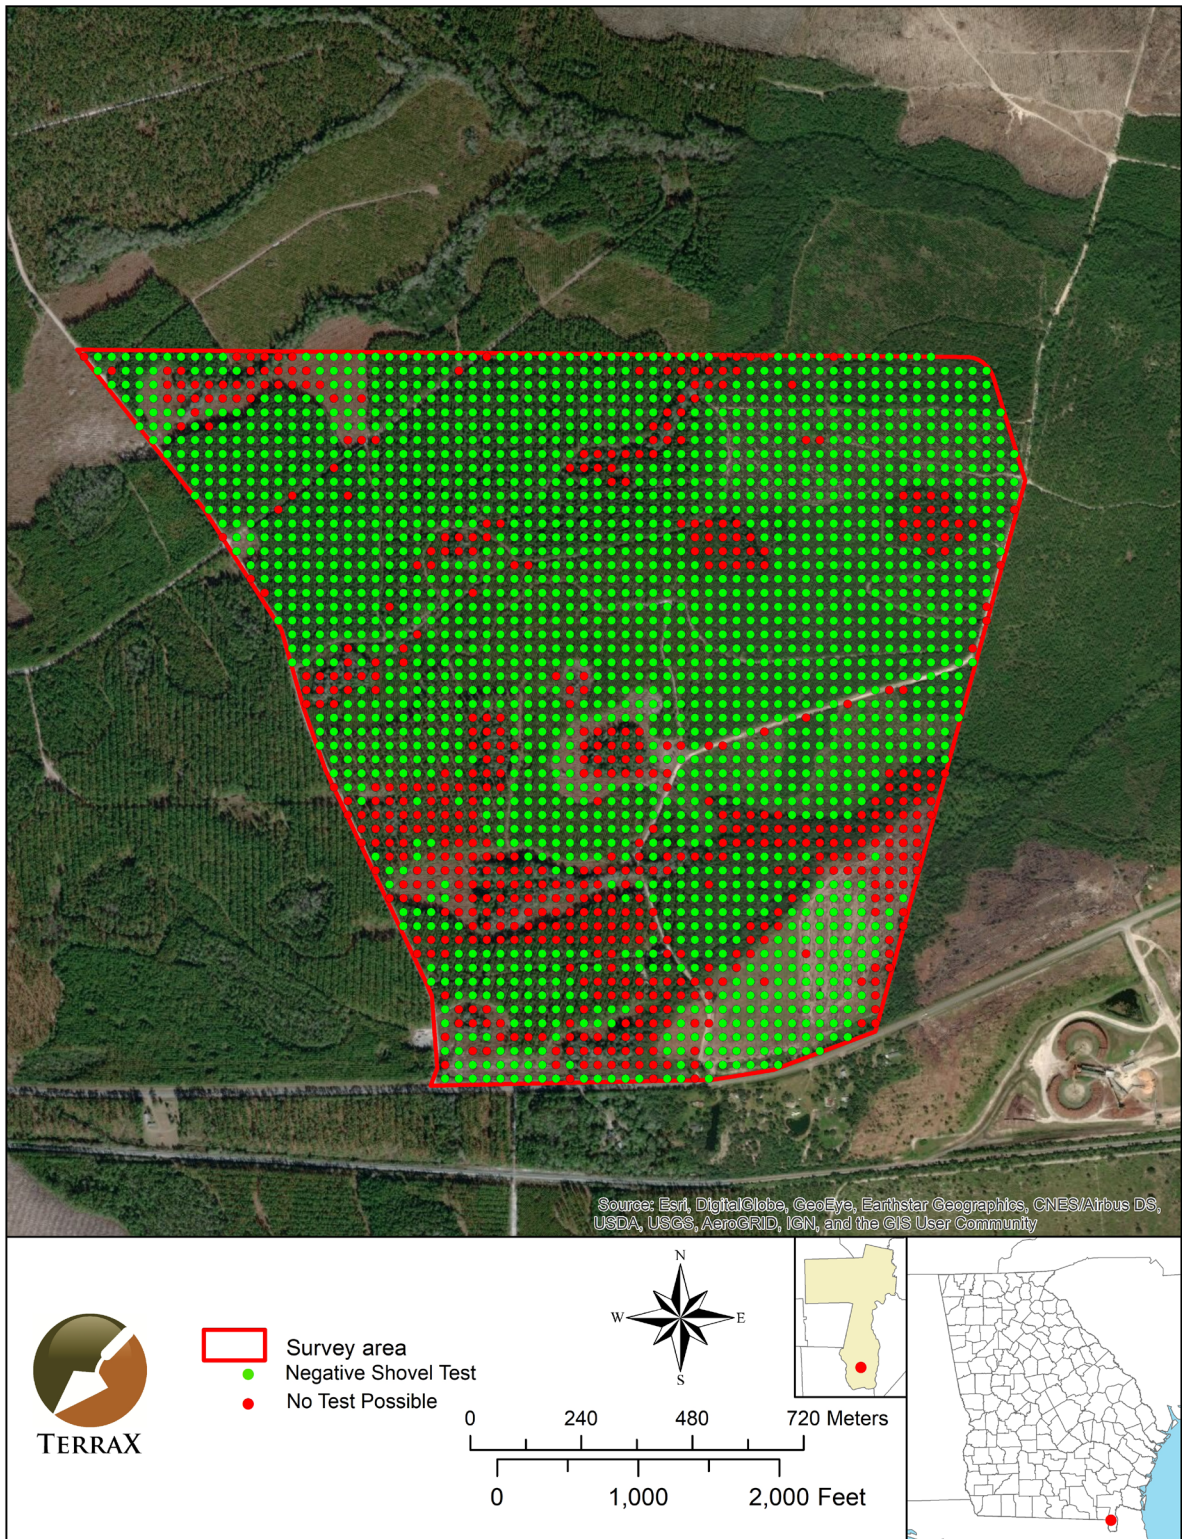 Source: Esri, DigitalGlobe, GeoEye, Earthstar Geographics, CNES/Airbus DS,
USDA, USGS, AeroGRID, IGN, and the GIS User Community
TERRAX
Survey area
Negative Shovel Test
No Test Possible
N
W
E
S
0 240 480 720 Meters
0 1,000 2,000 Feet